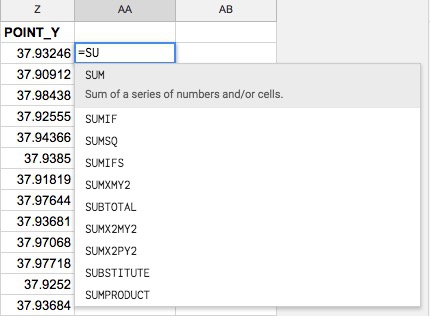 Z AA AB
POINT_Y
37.93246 =SU
37.90912 SUM
Sum of a series of numbers and/or cells.
37.98438
37.92555 SUMIF
37.94366 SUMSQ
37.9385 SUMIFS
37.91819 SUMXMY2
37.97644 SUBTOTAL
37.93681 SUMX2MY2
37.97068 SUMX2PY2
37.97718 SUBSTITUTE
37.9252 SUMPRODUCT
37.93684